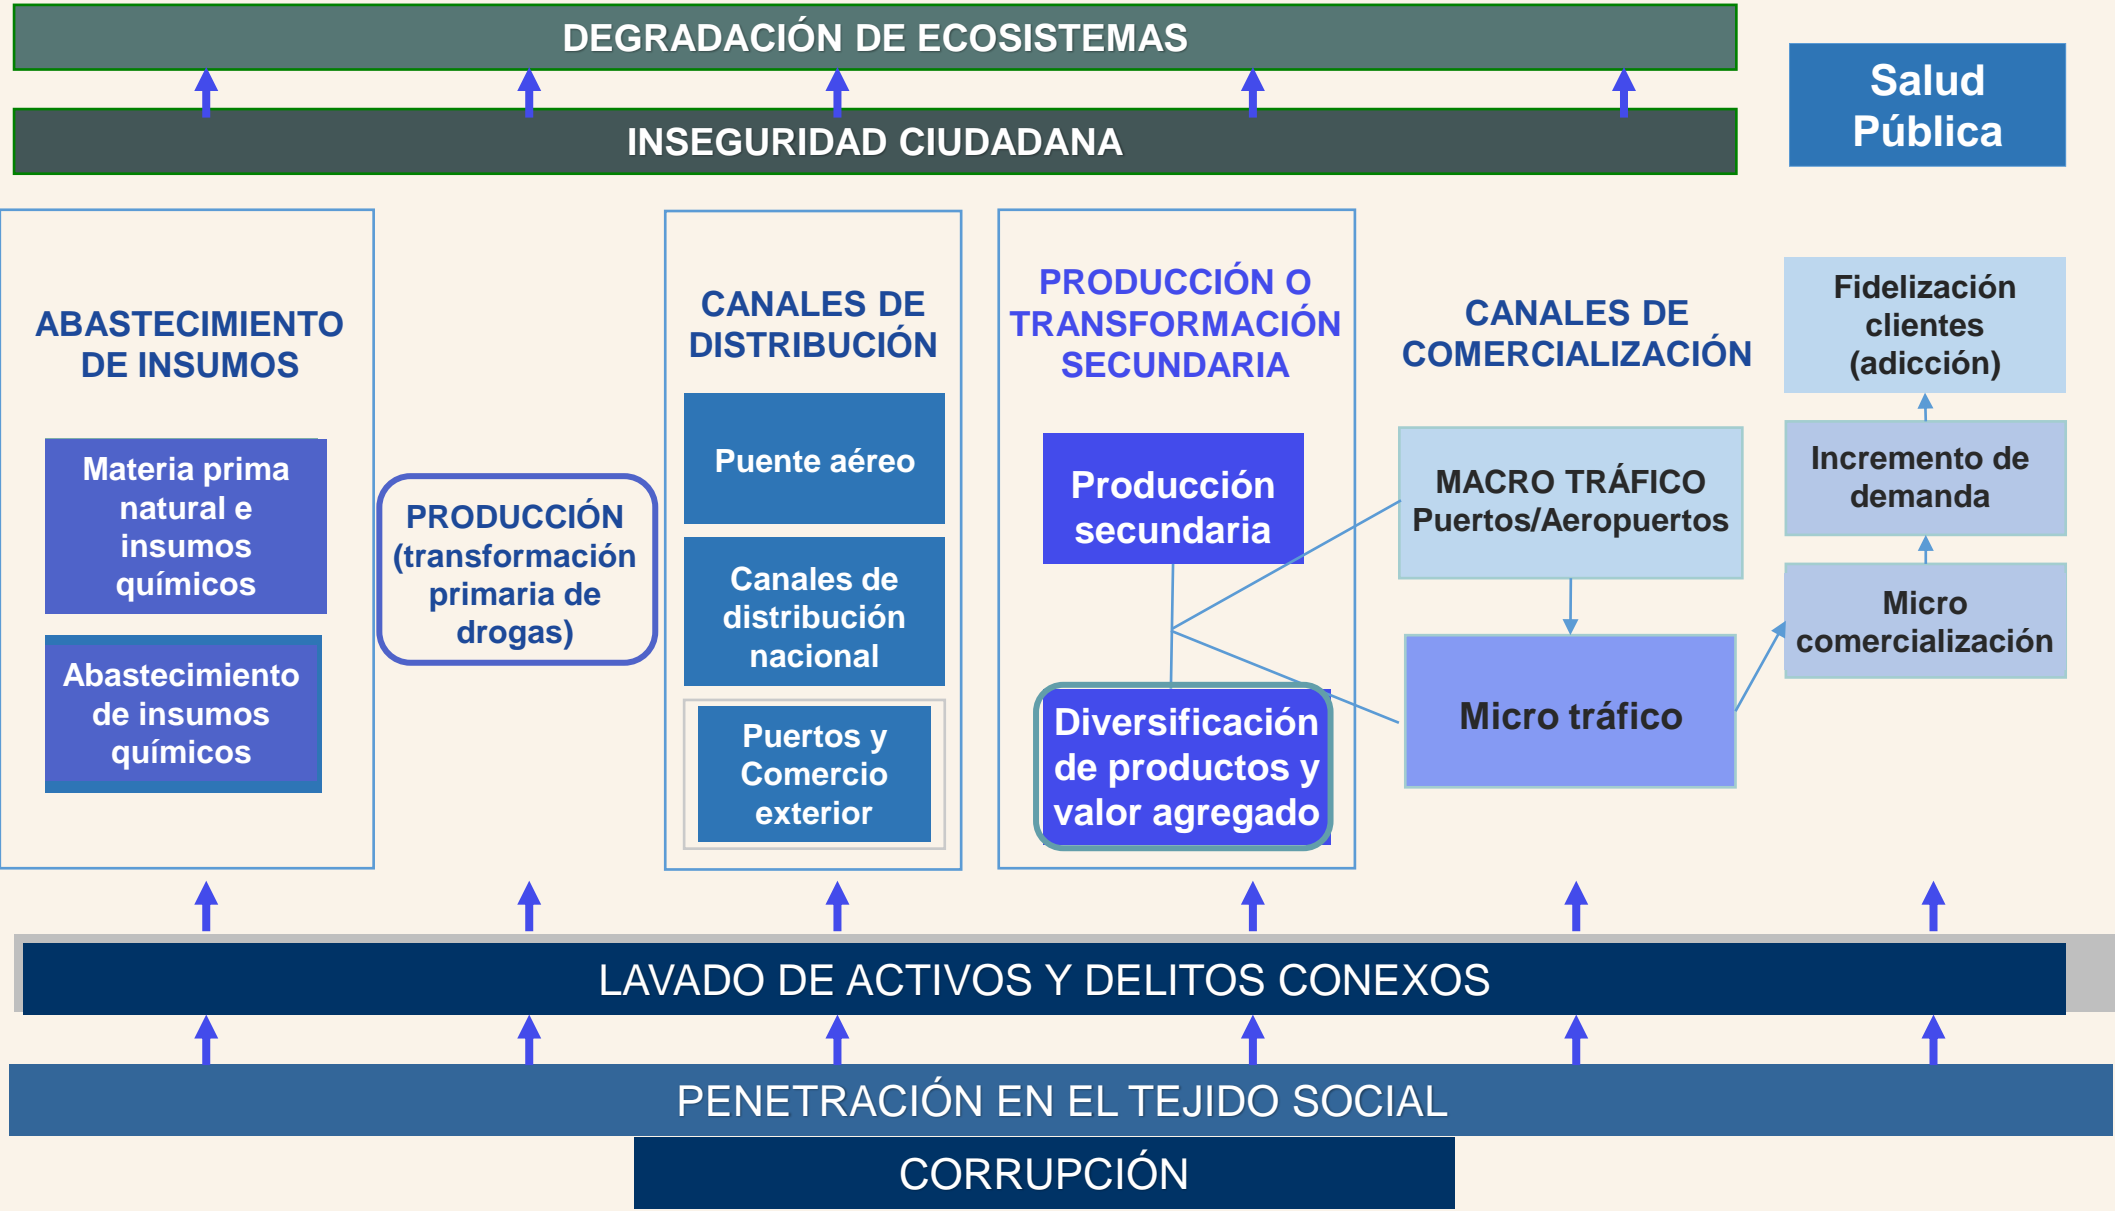 DEGRADACIÓN DE ECOSISTEMAS
INSEGURIDAD CIUDADANA
Salud
Pública
ABASTECIMIENTO
DE INSUMOS
Materia prima
natural e
insumos
químicos
Abastecimiento
de insumos
químicos
PRODUCCIÓN
(transformación
primaria de
drogas)
CANALES DE
DISTRIBUCIÓN
Puente aéreo
Canales de
distribución
nacional
Puertos y
Comercio
exterior
PRODUCCIÓN O
TRANSFORMACIÓN
SECUNDARIA
Producción
secundaria
Diversificación
de productos y
valor agregado
CANALES DE
COMERCIALIZACIÓN
MACRO TRÁFICO
Puertos/Aeropuertos
Micro tráfico
Fidelización
clientes
(adicción)
Incremento de
demanda
Micro
comercialización
LAVADO DE ACTIVOS Y DELITOS CONEXOS
PENETRACIÓN EN EL TEJIDO SOCIAL
CORRUPCIÓN